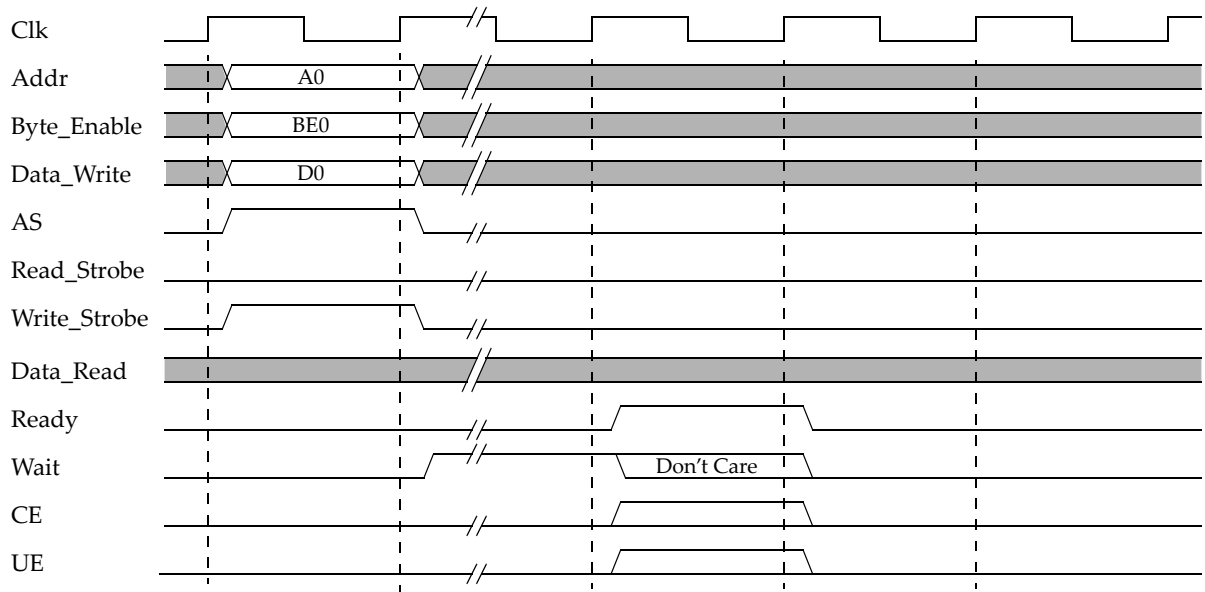 Clk
Addr A0
Byte_Enable BE0
Data_Write D0
AS
Read_Strobe
Write_Strobe
Data_Read
Ready
Wait Don't Care
CE
UE